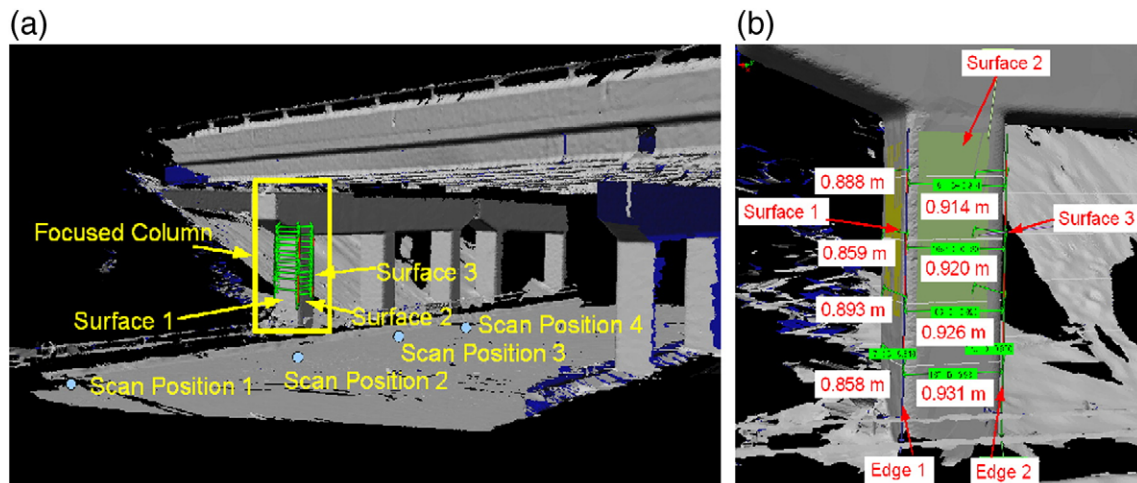 (a)
Focused Column
Surface 3
Surface 1
Surface 2
Scan Position 4
Scan Position 3
Scan Position 2
Scan Position 1
(b)
Surface 2
0.888 m
0.914 m
Surface 1
Surface 3
0.859 m
0.920 m
0.893 m
0.926 m
0.858 m
0.931 m
Edge 1
Edge 2